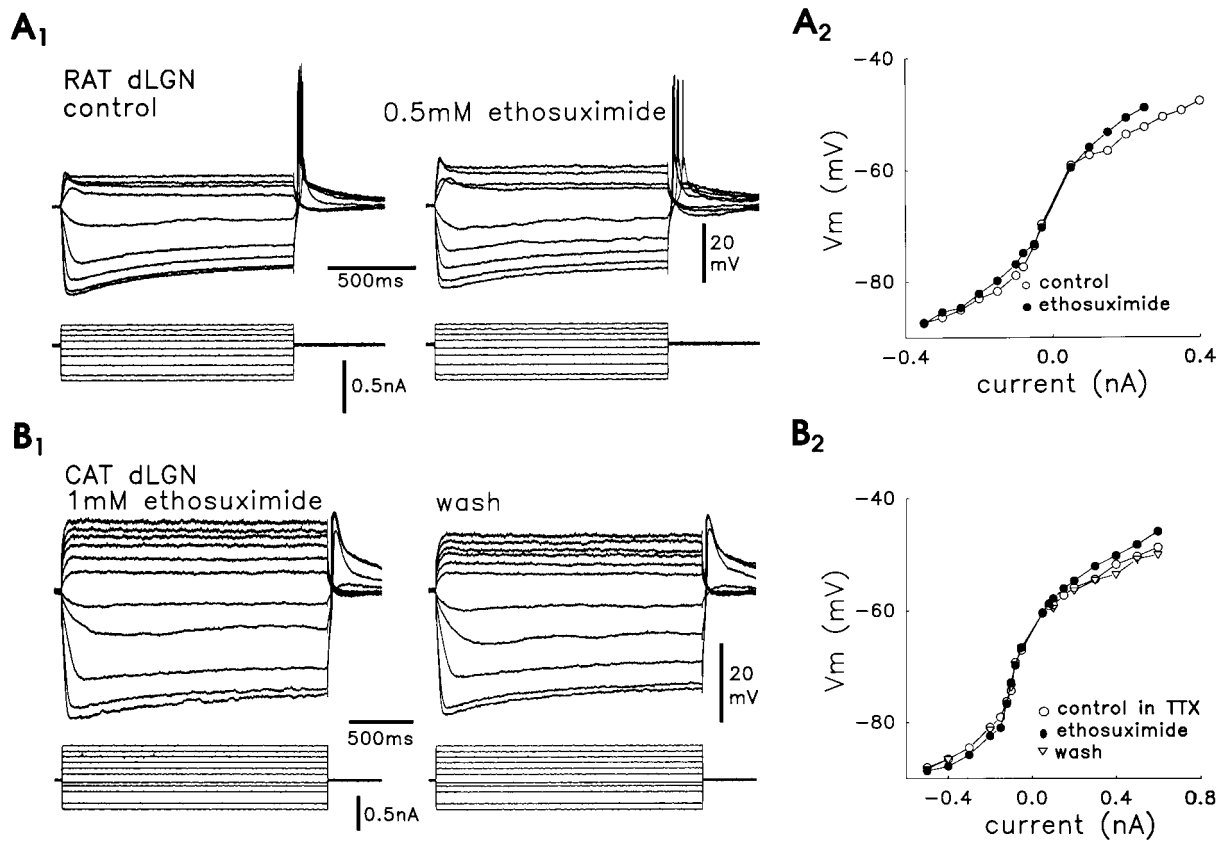 A1
RAT dLGN
control
0.5mM ethosuximide
500ms
20
mV
0.5nA
A2
−40
−60
−80
Vm (mV)
control
ethosuximide
−0.4
0.0
0.4
current (nA)
B1
CAT dLGN
1mM ethosuximide
wash
500ms
20
mV
0.5nA
B2
−40
−60
−80
Vm (mV)
control in TTX
ethosuximide
wash
−0.4
0.0
0.4
0.8
current (nA)